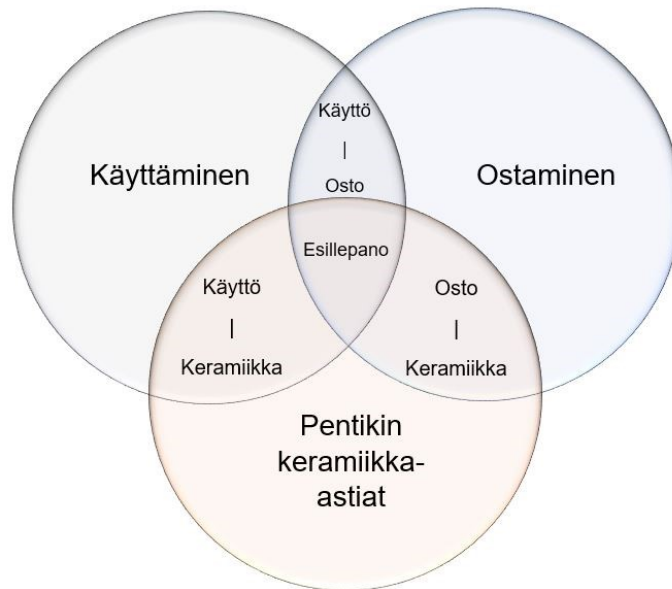 Käyttäminen
Käyttö
|
Osto
Ostaminen
Esillepano
Käyttö
|
Keramiikka
Osto
|
Keramiikka
Pentikin
keramiikka-
astiat